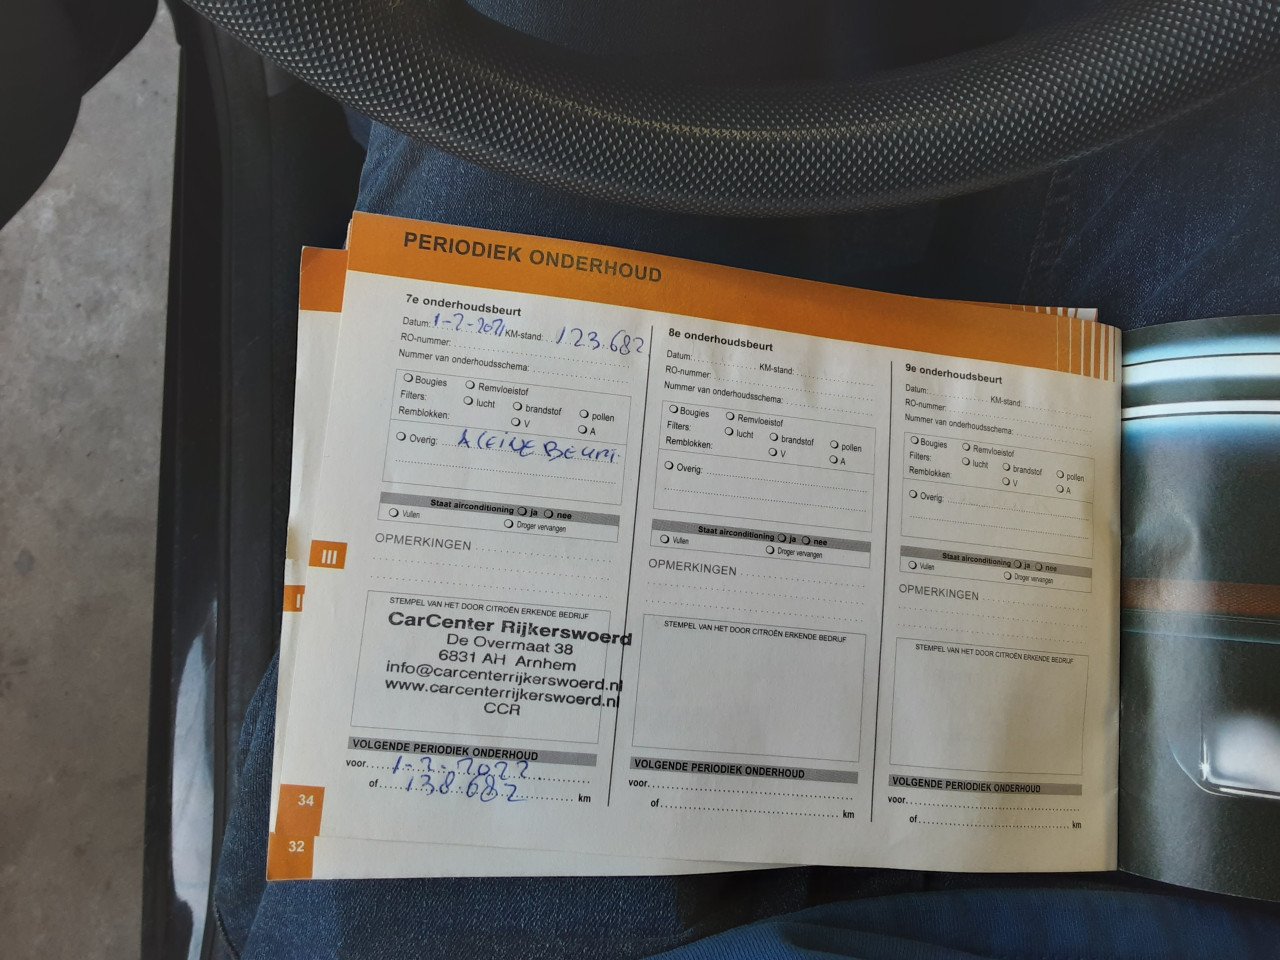 PERIODIEK ONDERHOUD
7e onderhoudsbeurt
Datum: 1-2-2021 KM-stand: 123.682
RO-nummer:
Nummer van onderhoudsschema:
Bougies Remvloeistof
Filters: lucht brandstof pollen
Remblokken: V A
Overig: KLEINE BEURT
Staat airconditioning ja nee
Vullen Droger vervangen
OPMERKINGEN
STEMPEL VAN HET DOOR CITROËN ERKENDE BEDRIJF
CarCenter Rijkerswoerd
De Overmaat 38
6831 AH Arnhem
info@carcenterrijkerswoerd.nl
www.carcenterrijkerswoerd.nl
CCR
VOLGENDE PERIODIEK ONDERHOUD
voor 1-2-2022
of 138.682 km
8e onderhoudsbeurt
Datum: KM-stand:
RO-nummer:
Nummer van onderhoudsschema:
Bougies Remvloeistof
Filters: lucht brandstof pollen
Remblokken: V A
Overig:
Staat airconditioning ja nee
Vullen Droger vervangen
OPMERKINGEN
STEMPEL VAN HET DOOR CITROËN ERKENDE BEDRIJF
VOLGENDE PERIODIEK ONDERHOUD
voor
of km
9e onderhoudsbeurt
Datum: KM-stand:
RO-nummer:
Nummer van onderhoudsschema:
Bougies Remvloeistof
Filters: lucht brandstof pollen
Remblokken: V A
Overig:
Staat airconditioning ja nee
Vullen Droger vervangen
OPMERKINGEN
STEMPEL VAN HET DOOR CITROËN ERKENDE BEDRIJF
VOLGENDE PERIODIEK ONDERHOUD
voor
of km
III
34
32